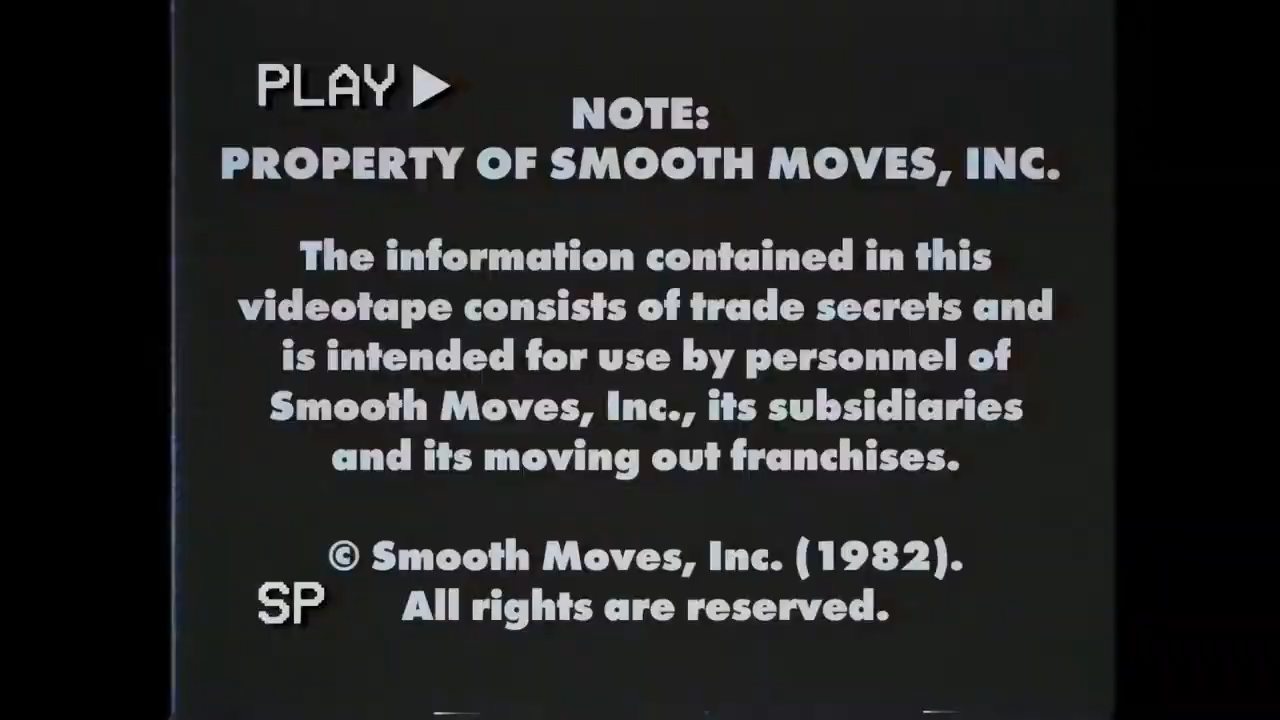 PLAY ▶
NOTE:
PROPERTY OF SMOOTH MOVES, INC.
The information contained in this
videotape consists of trade secrets and
is intended for use by personnel of
Smooth Moves, Inc., its subsidiaries
and its moving out franchises.
© Smooth Moves, Inc. (1982).
SP
All rights are reserved.